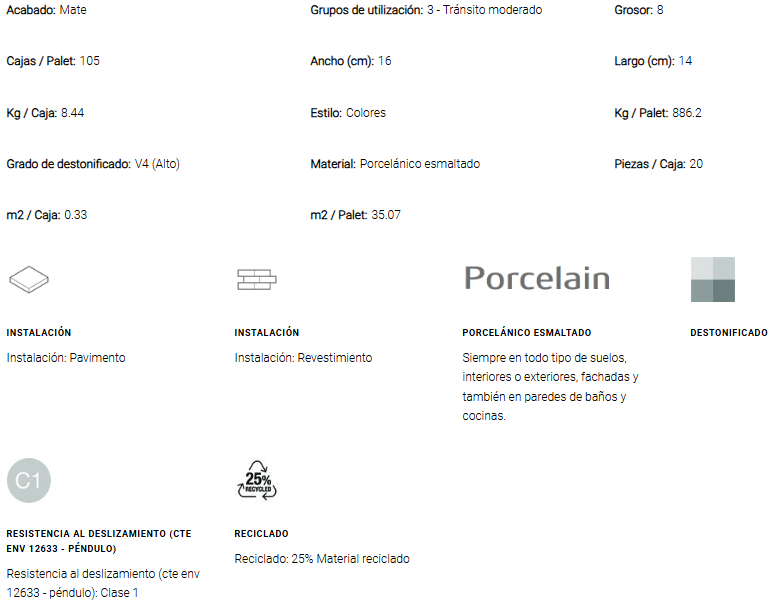 Acabado: Mate
Grupos de utilización: 3 - Tránsito moderado
Grosor: 8
Cajas / Palet: 105
Ancho (cm): 16
Largo (cm): 14
Kg / Caja: 8.44
Estilo: Colores
Kg / Palet: 886.2
Grado de destonificado: V4 (Alto)
Material: Porcelánico esmaltado
Piezas / Caja: 20
m2 / Caja: 0.33
m2 / Palet: 35.07
INSTALACIÓN
Instalación: Pavimento
INSTALACIÓN
Instalación: Revestimiento
Porcelain
PORCELÁNICO ESMALTADO
Siempre en todo tipo de suelos,
interiores o exteriores, fachadas y
también en paredes de baños y
cocinas.
DESTONIFICADO
C1
RESISTENCIA AL DESLIZAMIENTO (CTE
ENV 12633 - PÉNDULO)
Resistencia al deslizamiento (cte env
12633 - péndulo): Clase 1
25%
RECYCLED
RECICLADO
Reciclado: 25% Material reciclado